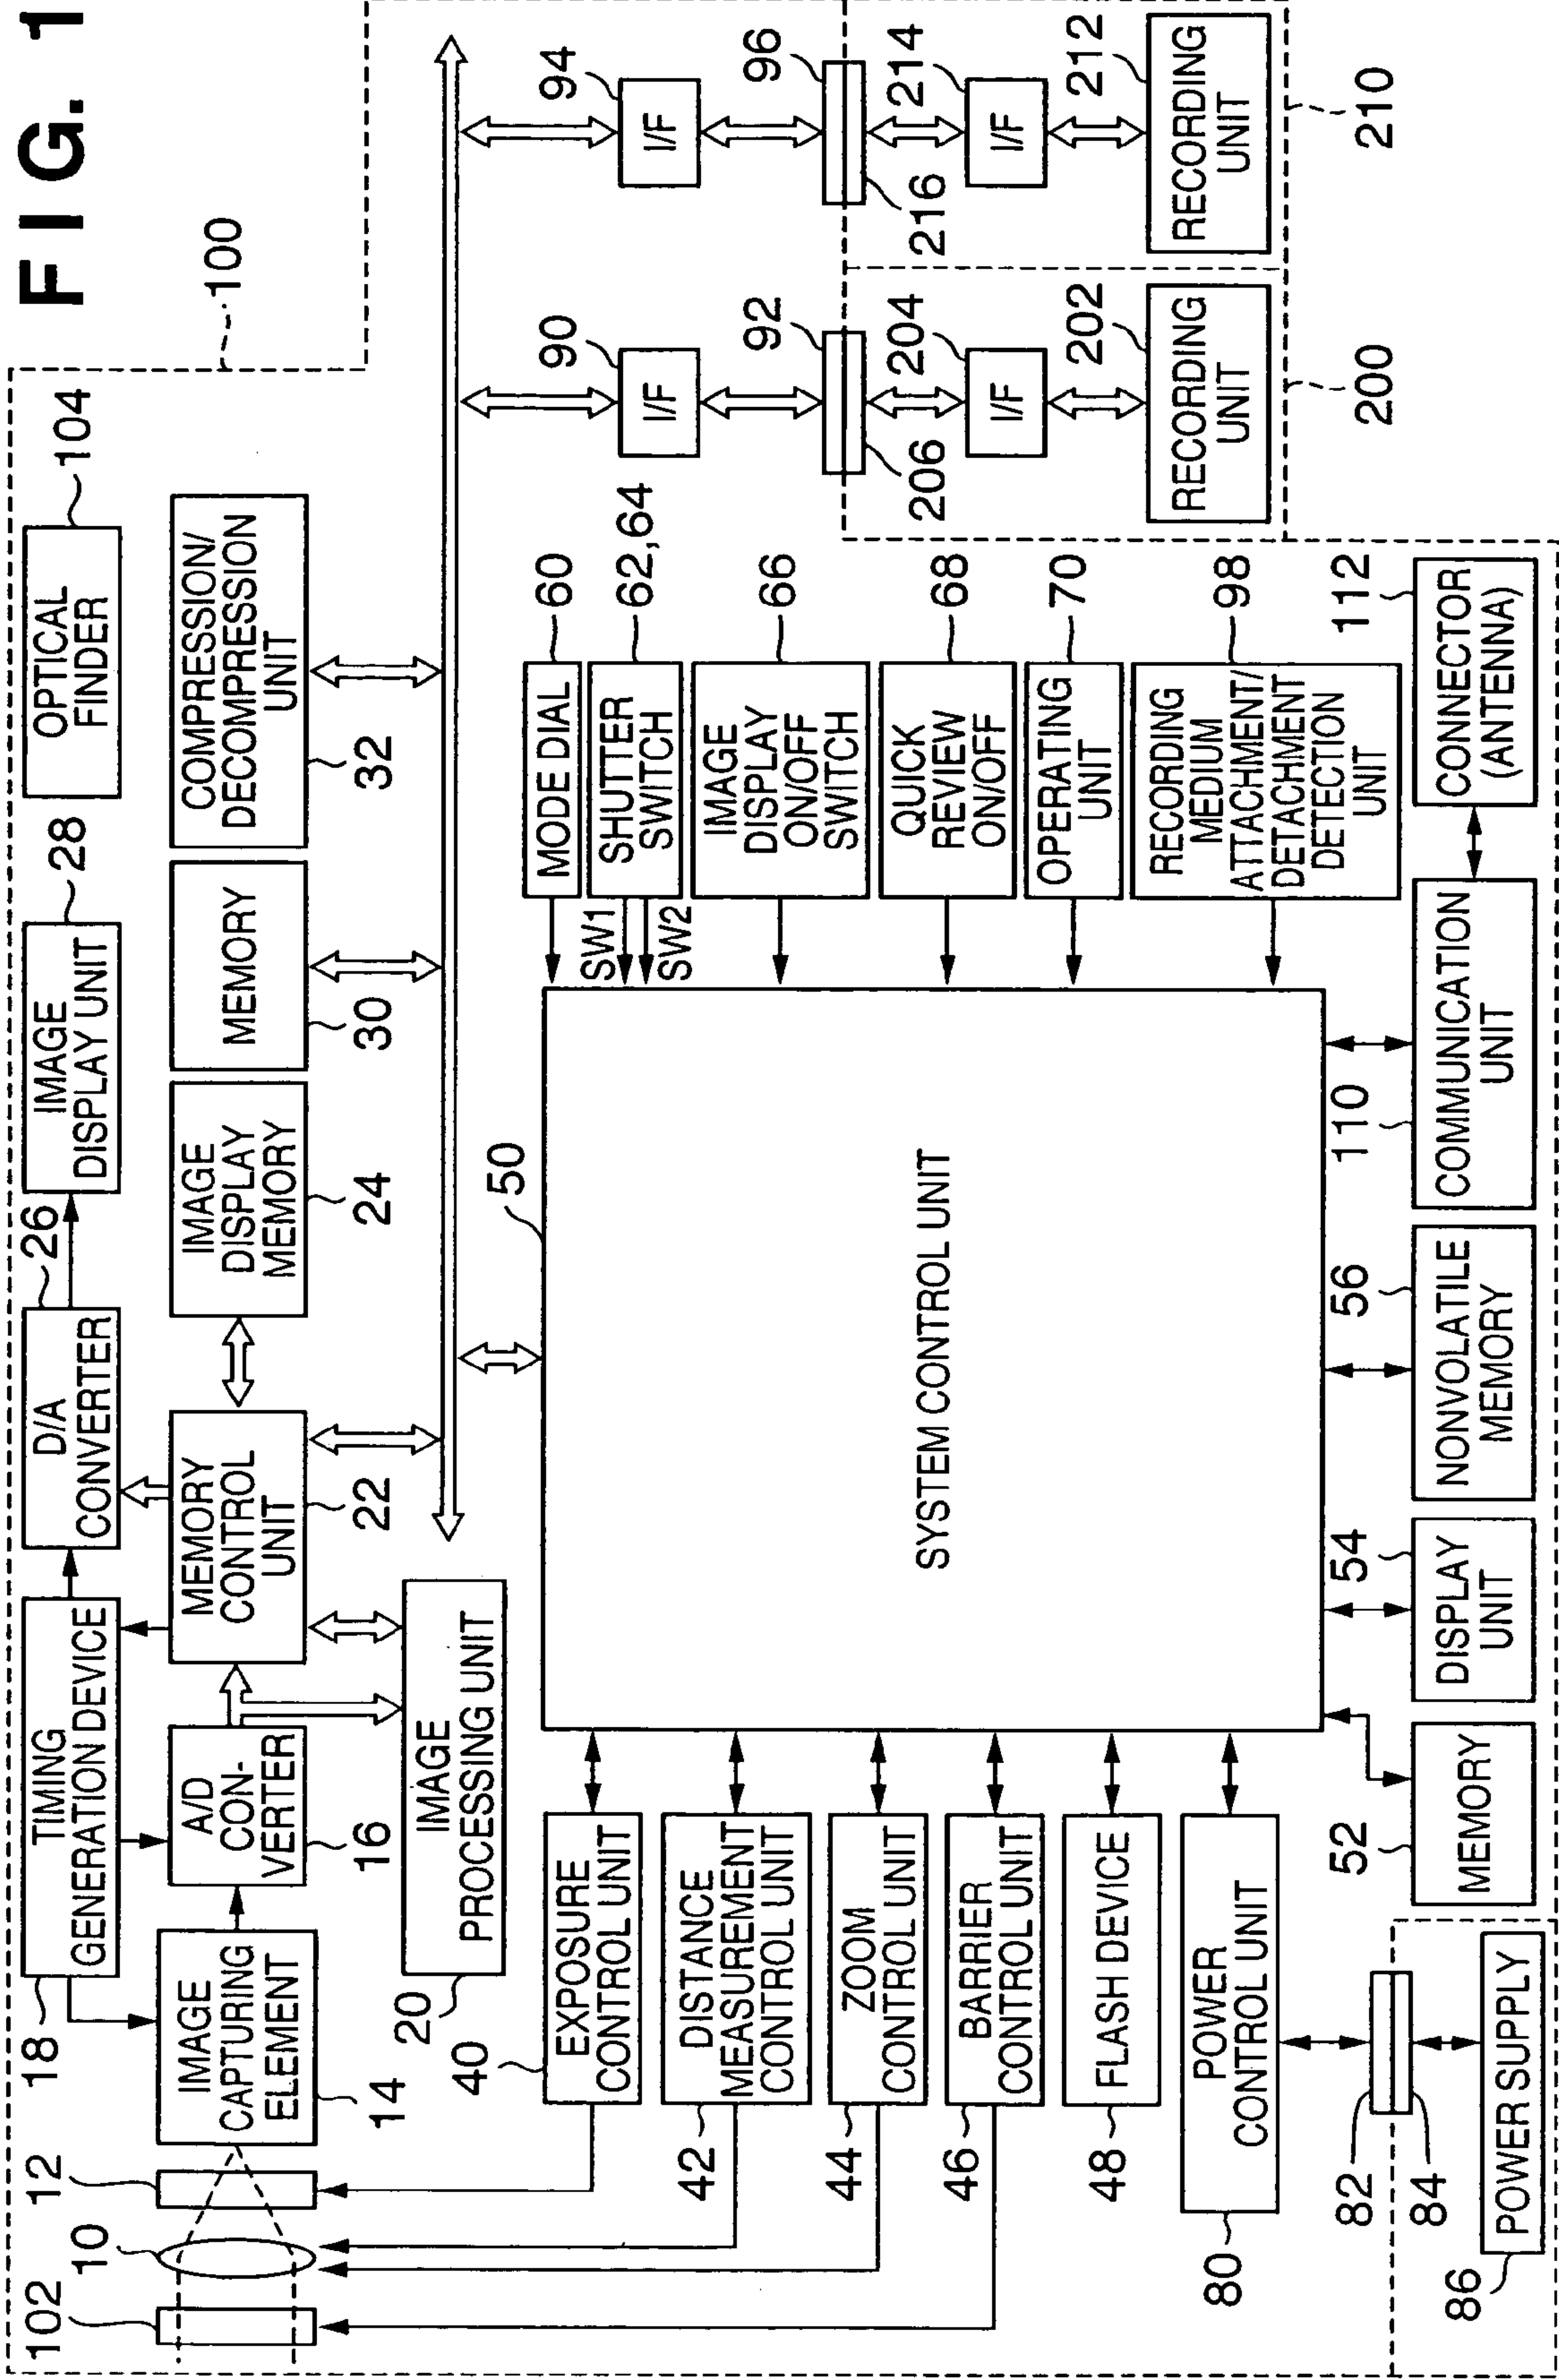 FIG. 1
100
18
TIMING
GENERATION DEVICE
26
D/A
CONVERTER
28
IMAGE
DISPLAY UNIT
104
OPTICAL
FINDER
102
10
12
IMAGE
CAPTURING
ELEMENT
14
A/D
CON-
VERTER
16
MEMORY
CONTROL
UNIT
22
IMAGE
DISPLAY
MEMORY
24
MEMORY
30
COMPRESSION/
DECOMPRESSION
UNIT
32
20
IMAGE
PROCESSING UNIT
40
EXPOSURE
CONTROL UNIT
42
DISTANCE
MEASUREMENT
CONTROL UNIT
44
ZOOM
CONTROL UNIT
46
BARRIER
CONTROL UNIT
48
FLASH DEVICE
80
POWER
CONTROL UNIT
82
84
86
POWER SUPPLY
50
SYSTEM CONTROL UNIT
MODE DIAL
60
SW1
SW2
SHUTTER
SWITCH
62,64
IMAGE
DISPLAY
ON/OFF
SWITCH
66
QUICK
REVIEW
ON/OFF
68
OPERATING
UNIT
70
RECORDING
MEDIUM
ATTACHMENT/
DETACHMENT
DETECTION
UNIT
98
52
MEMORY
54
DISPLAY
UNIT
56
NONVOLATILE
MEMORY
110
COMMUNICATION
UNIT
112
CONNECTOR
(ANTENNA)
90
I/F
92
206
204
I/F
202
RECORDING
UNIT
200
94
I/F
96
216
214
I/F
212
RECORDING
UNIT
210